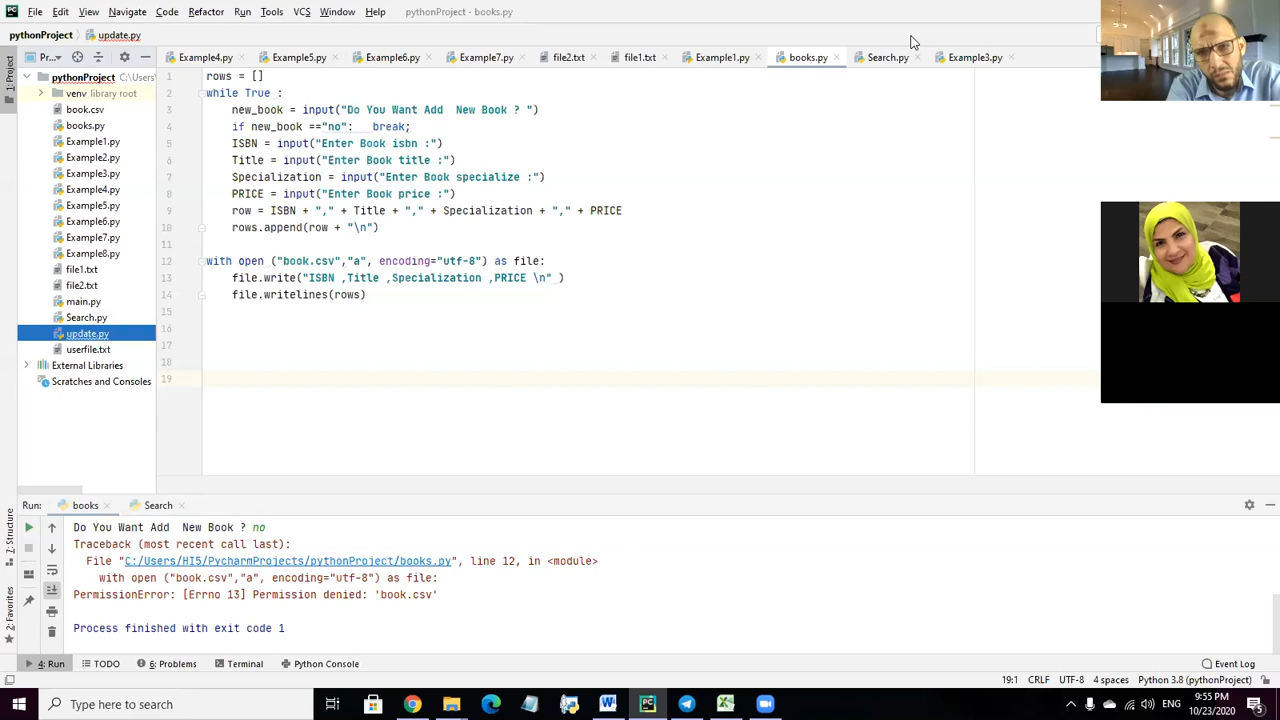 File Edit View Navigate Code Refactor Run Tools VCS Window Help pythonProject - books.py
pythonProject update.py
Pr... Example4.py Example5.py Example6.py Example7.py file2.txt file1.txt Example1.py books.py Search.py Example3.py
1: Project
pythonProject C:\Users\
venv library root
book.csv
books.py
Example1.py
Example2.py
Example3.py
Example4.py
Example5.py
Example6.py
Example7.py
Example8.py
file1.txt
file2.txt
main.py
Search.py
update.py
userfile.txt
External Libraries
Scratches and Consoles
1 rows = []
2 while True :
3 new_book = input("Do You Want Add  New Book ? ")
4 if new_book =="no":   break;
5 ISBN = input("Enter Book isbn :")
6 Title = input("Enter Book title :")
7 Specialization = input("Enter Book specialize :")
8 PRICE = input("Enter Book price :")
9 row = ISBN + "," + Title + "," + Specialization + "," + PRICE
10 rows.append(row + "\n")
11
12 with open ("book.csv","a", encoding="utf-8") as file:
13 file.write("ISBN ,Title ,Specialization ,PRICE \n" )
14 file.writelines(rows)
15
16
17
18
19
7: Structure
2: Favorites
Run: books Search
Do You Want Add  New Book ? no
Traceback (most recent call last):
File "C:/Users/HI5/PycharmProjects/pythonProject/books.py", line 12, in <module>
with open ("book.csv","a", encoding="utf-8") as file:
PermissionError: [Errno 13] Permission denied: 'book.csv'
Process finished with exit code 1
4: Run TODO 6: Problems Terminal Python Console Event Log
19:1 CRLF UTF-8 4 spaces Python 3.8 (pythonProject)
Type here to search
ENG
9:55 PM
10/23/2020
5